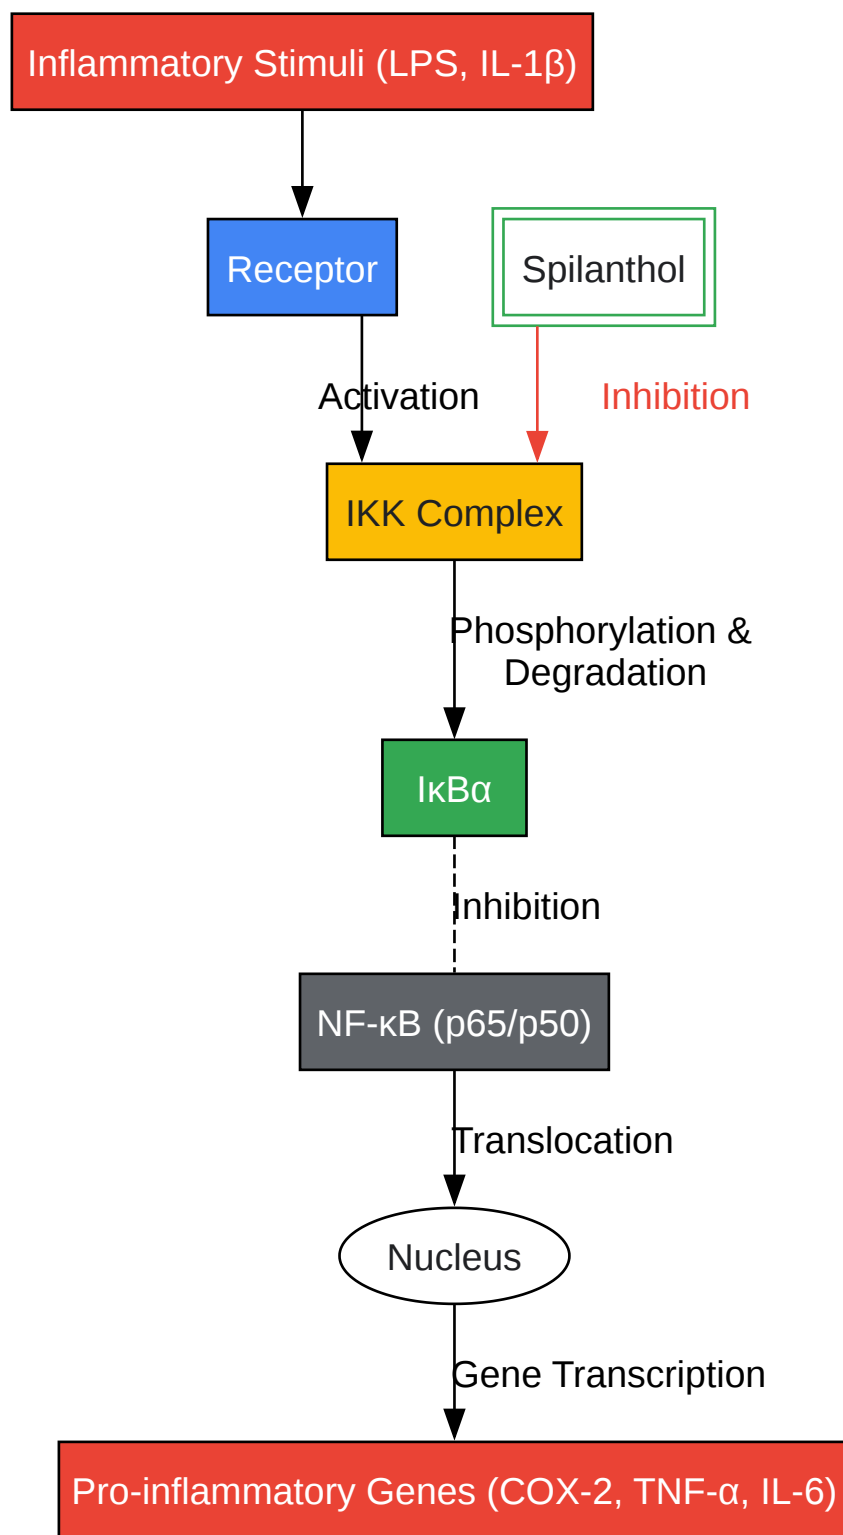 Inflammatory Stimuli (LPS, IL-1β)
Receptor
Spilanthol
Activation
Inhibition
IKK Complex
Phosphorylation &
Degradation
IκBα
Inhibition
NF-κB (p65/p50)
Translocation
Nucleus
Gene Transcription
Pro-inflammatory Genes (COX-2, TNF-α, IL-6)